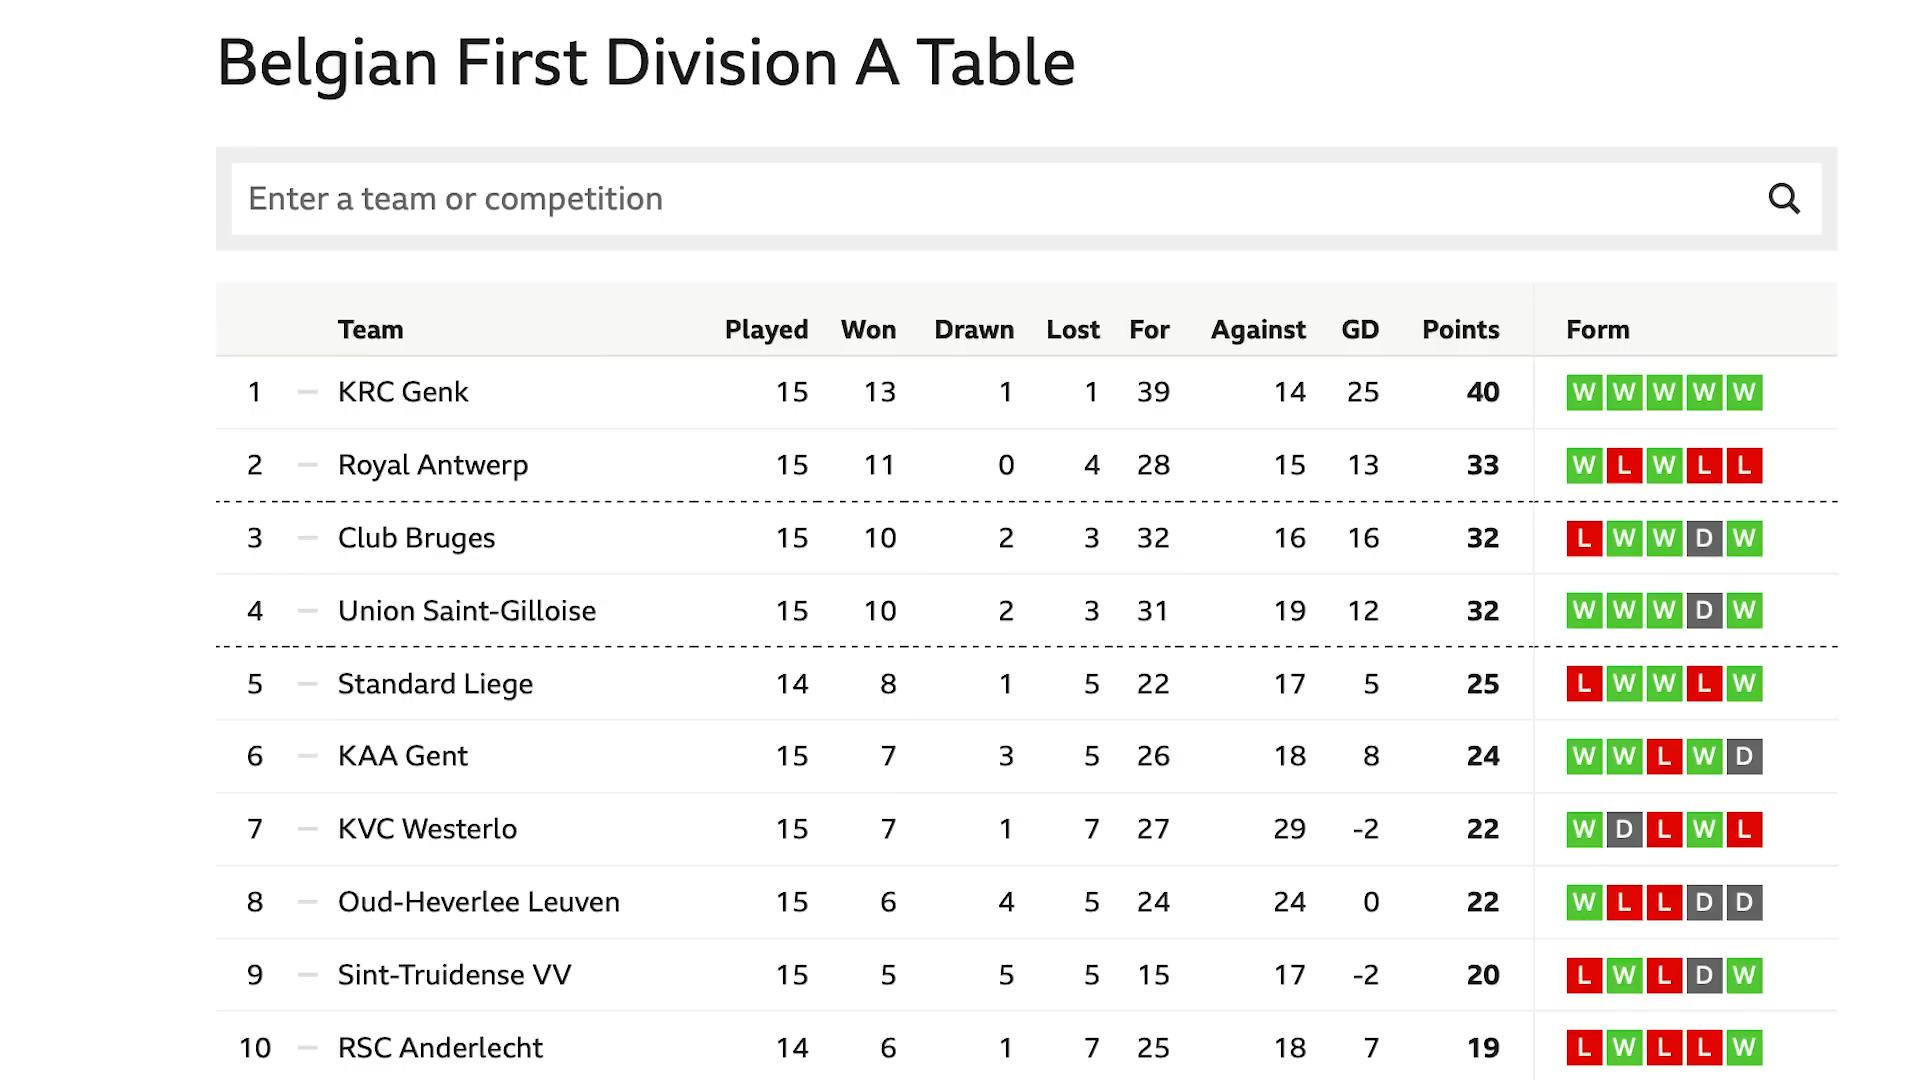 Belgian First Division A Table
Enter a team or competition
Team Played Won Drawn Lost For Against GD Points Form
1 KRC Genk 15 13 1 1 39 14 25 40 W W W W W
2 Royal Antwerp 15 11 0 4 28 15 13 33 W L W L L
3 Club Bruges 15 10 2 3 32 16 16 32 L W W D W
4 Union Saint-Gilloise 15 10 2 3 31 19 12 32 W W W D W
5 Standard Liege 14 8 1 5 22 17 5 25 L W W L W
6 KAA Gent 15 7 3 5 26 18 8 24 W W L W D
7 KVC Westerlo 15 7 1 7 27 29 -2 22 W D L W L
8 Oud-Heverlee Leuven 15 6 4 5 24 24 0 22 W L L D D
9 Sint-Truidense VV 15 5 5 5 15 17 -2 20 L W L D W
10 RSC Anderlecht 14 6 1 7 25 18 7 19 L W L L W